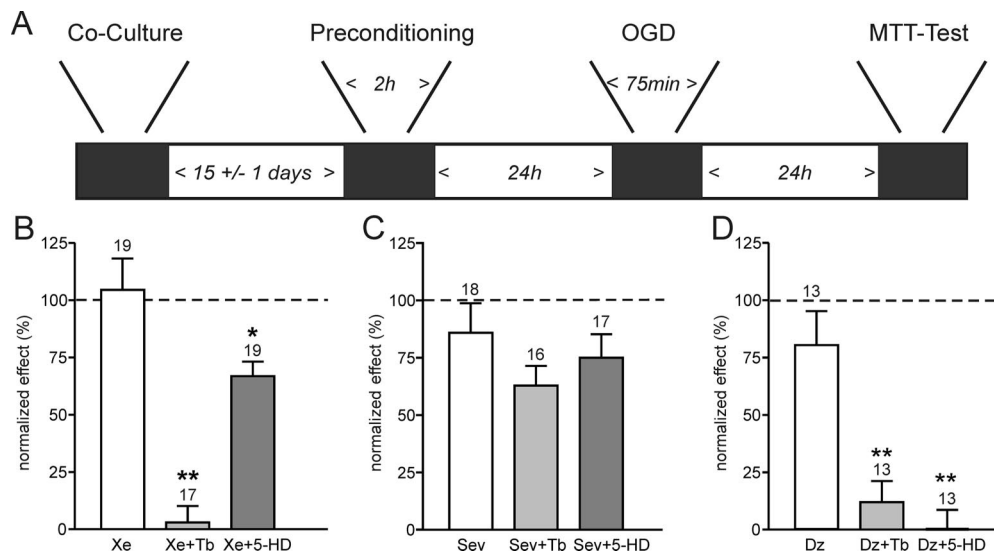 A
Co-Culture Preconditioning OGD MTT-Test
< 2h > < 75min >
< 15 +/- 1 days > < 24h > < 24h >
B
125
100
75
50
25
0
normalized effect (%)
19
**
17
*
19
Xe Xe+Tb Xe+5-HD
C
125
100
75
50
25
0
normalized effect (%)
18
16
17
Sev Sev+Tb Sev+5-HD
D
125
100
75
50
25
0
normalized effect (%)
13
**
13
**
13
Dz Dz+Tb Dz+5-HD